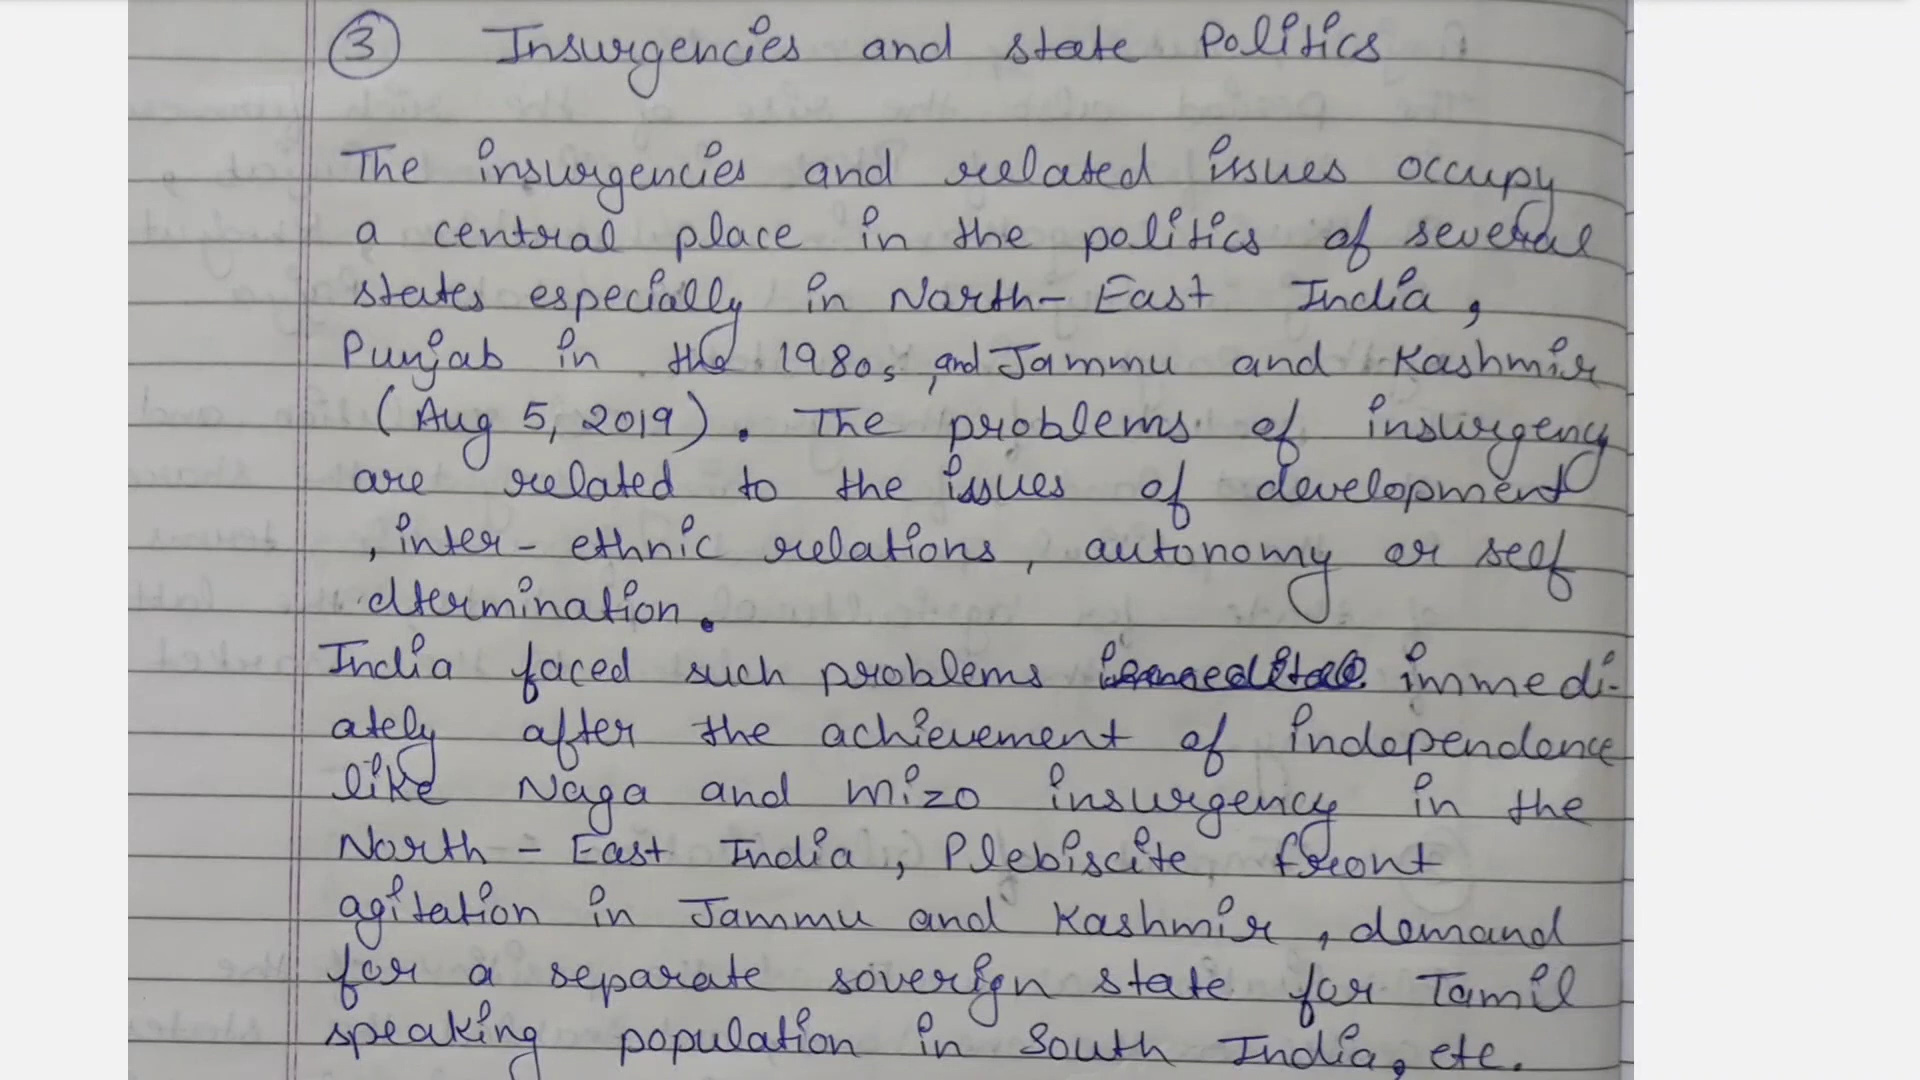 3 Insurgencies and state Politics
The insurgencies and related issues occupy
a central place in the politics of several
states especially in North-East India,
Punjab in the 1980s, and Jammu and Kashmir
(Aug 5, 2019). The problems of insurgency
are related to the issues of development
, inter-ethnic relations, autonomy or self
dtermination.
India faced such problems immedi-
ately after the achievement of independence
like Naga and Mizo insurgency in the
North-East India, Plebiscite front
agitation in Jammu and Kashmir, demand
for a separate soverign state for Tamil
speaking population in South India, etc.